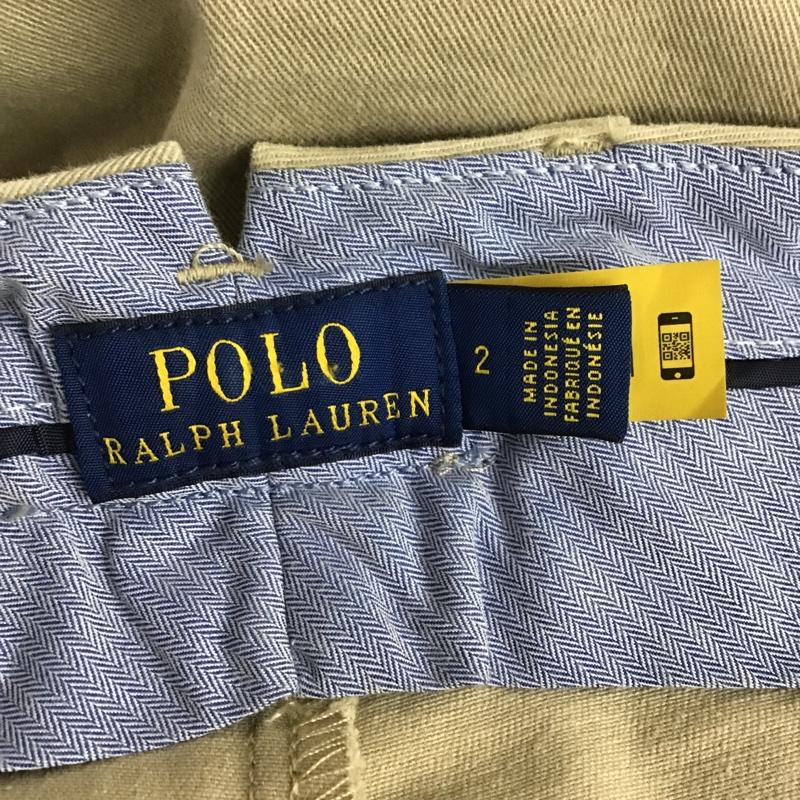 POLO
RALPH LAUREN
2
MADE IN
INDONESIA
FABRIQUÉ EN
INDONÉSIE